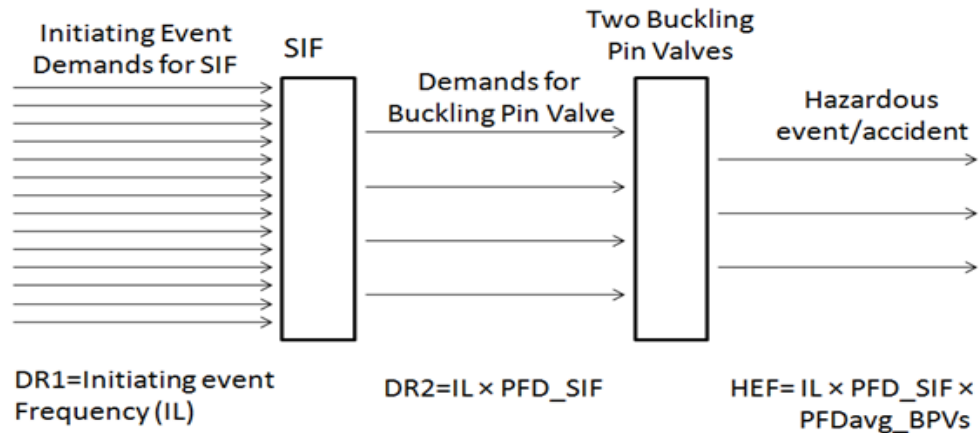 Initiating Event
Demands for SIF
SIF
Demands for
Buckling Pin Valve
Two Buckling
Pin Valves
Hazardous
event/accident
DR1=Initiating event
Frequency (IL)
DR2=IL × PFD_SIF
HEF= IL × PFD_SIF ×
PFDavg_BPVs